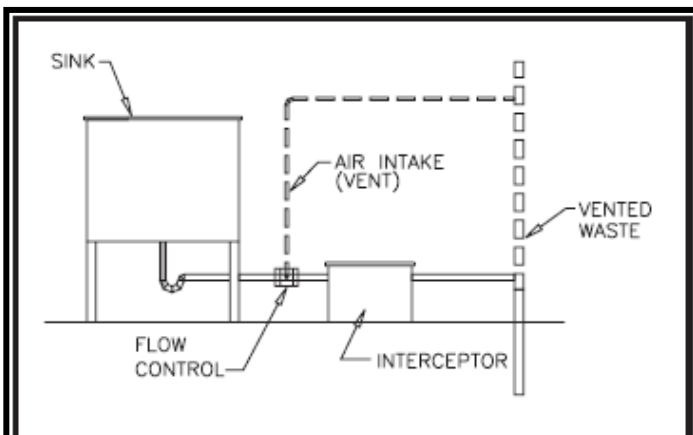 SINK
AIR INTAKE
(VENT)
VENTED
WASTE
FLOW
CONTROL
INTERCEPTOR